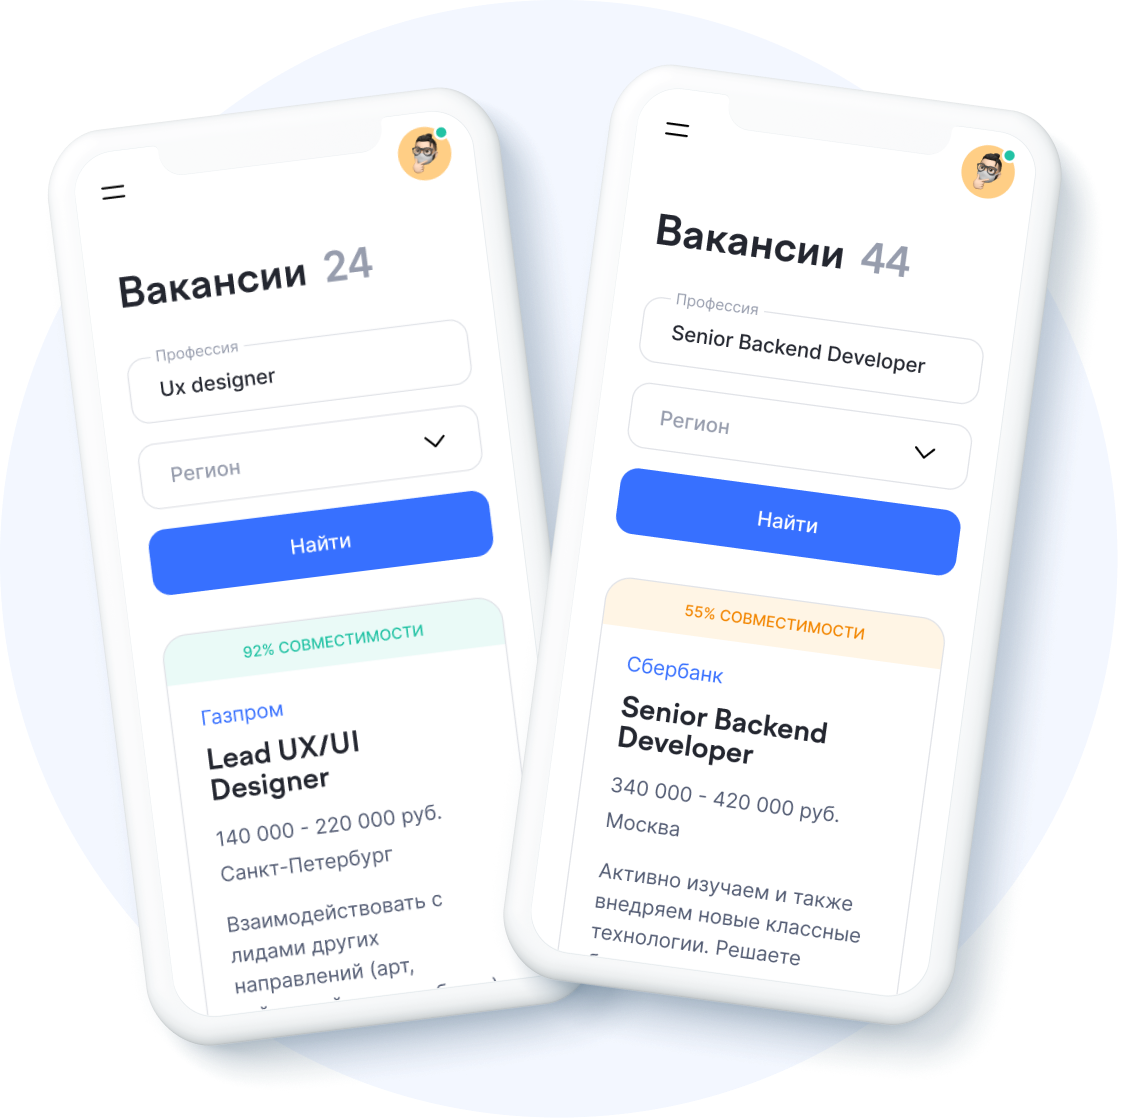 Вакансии 24
Профессия
Ux designer
Регион
Найти
92% СОВМЕСТИМОСТИ
Газпром
Lead UX/UI
Designer
140 000 - 220 000 руб.
Санкт-Петербург
Взаимодействовать с
лидами других
направлений (арт,
Вакансии 44
Профессия
Senior Backend Developer
Регион
Найти
55% СОВМЕСТИМОСТИ
Сбербанк
Senior Backend
Developer
340 000 - 420 000 руб.
Москва
Активно изучаем и также
внедряем новые классные
технологии. Решаете